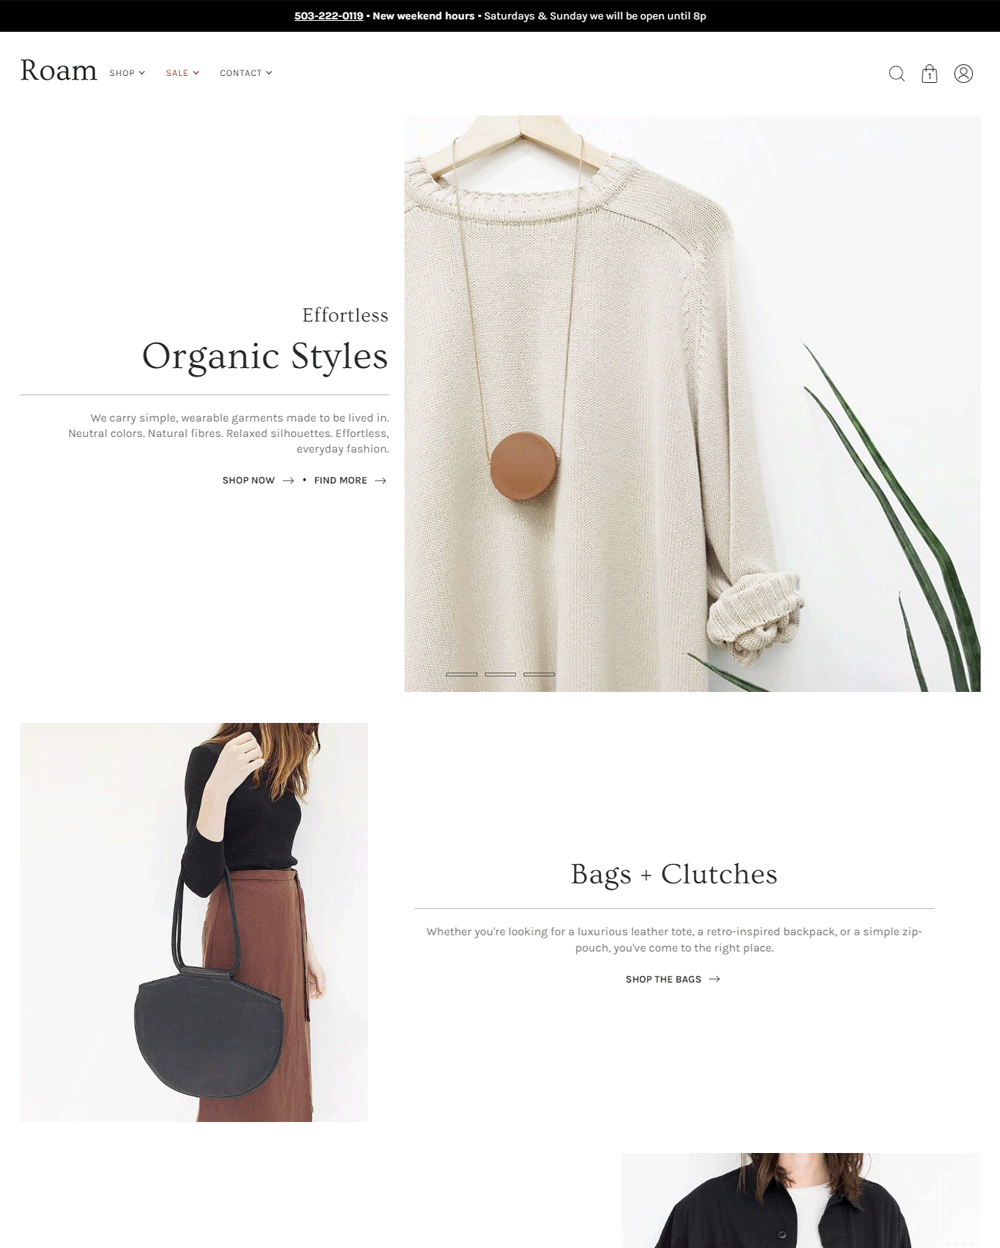 503-222-0119 • New weekend hours • Saturdays & Sunday we will be open until 8p
Roam SHOP SALE CONTACT
1
Effortless
Organic Styles
We carry simple, wearable garments made to be lived in.
Neutral colors. Natural fibres. Relaxed silhouettes. Effortless,
everyday fashion.
SHOP NOW → • FIND MORE →
Bags + Clutches
Whether you're looking for a luxurious leather tote, a retro-inspired backpack, or a simple zip-
pouch, you've come to the right place.
SHOP THE BAGS →